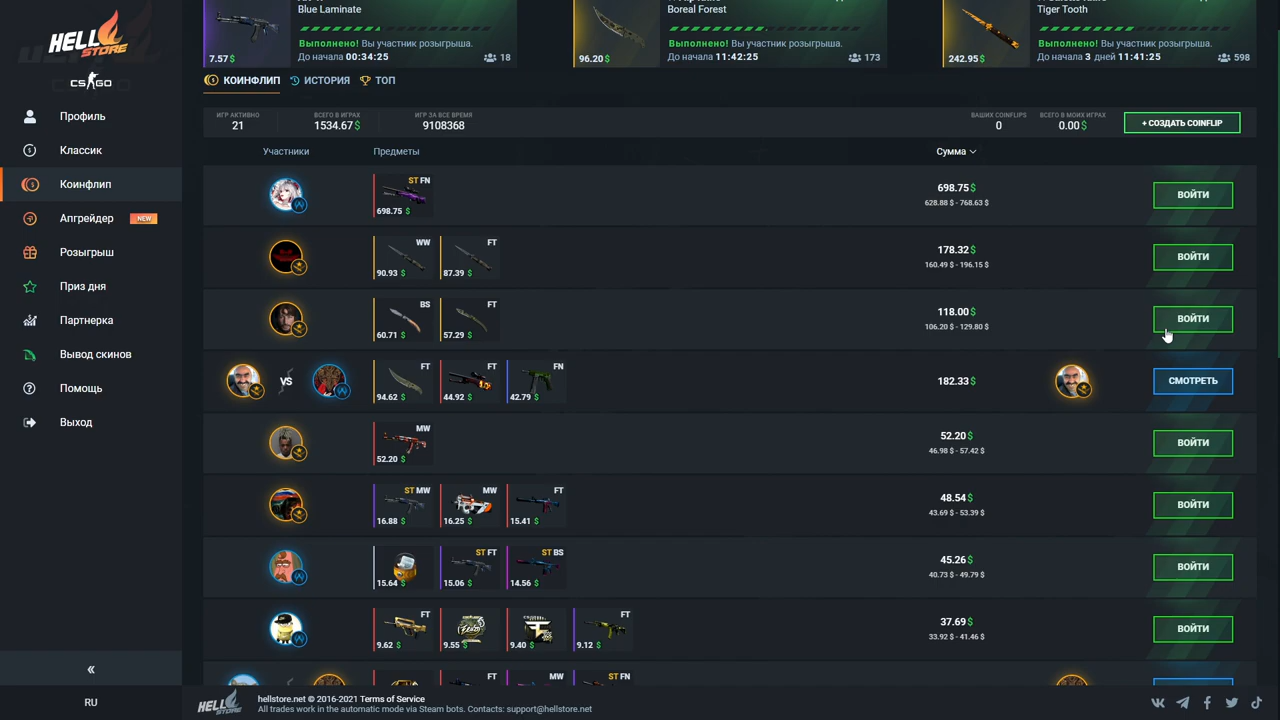 HELL
STORE
CS:GO
Профиль
Классик
Коинфлип
Апгрейдер NEW
Розыгрыш
Приз дня
Партнерка
Вывод скинов
Помощь
Выход
«
RU
Blue Laminate
Выполнено! Вы участник розыгрыша.
7.57$ До начала 00:34:25 18
Boreal Forest
Выполнено! Вы участник розыгрыша.
96.20$ До начала 11:42:25 173
Tiger Tooth
Выполнено! Вы участник розыгрыша.
242.95$ До начала 3 дней 11:41:25 598
КОИНФЛИП ИСТОРИЯ ТОП
ИГР АКТИВНО ВСЕГО В ИГРАХ ИГР ЗА ВСЕ ВРЕМЯ ВАШИХ COINFLIPS ВСЕГО В МОИХ ИГРАХ
21 1534.67$ 9108368 0 0.00$ + СОЗДАТЬ COINFLIP
Участники Предметы Сумма
ST FN
698.75 $
698.75$
628.88 $ - 768.63 $
ВОЙТИ
WW FT
90.93 $ 87.39 $
178.32$
160.49 $ - 196.15 $
ВОЙТИ
BS FT
60.71 $ 57.29 $
118.00$
106.20 $ - 129.80 $
ВОЙТИ
VS
FT FT FN
94.62 $ 44.92 $ 42.79 $
182.33$
СМОТРЕТЬ
MW
52.20 $
52.20$
46.98 $ - 57.42 $
ВОЙТИ
ST MW MW FT
16.88 $ 16.25 $ 15.41 $
48.54$
43.69 $ - 53.39 $
ВОЙТИ
ST FT ST BS
15.64 $ 15.06 $ 14.56 $
45.26$
40.73 $ - 49.79 $
ВОЙТИ
FT FT
9.62 $ 9.55 $ 9.40 $ 9.12 $
37.69$
33.92 $ - 41.46 $
ВОЙТИ
FT MW ST FN
HELL
STORE
hellstore.net © 2016-2021 Terms of Service
All trades work in the automatic mode via Steam bots. Contacts: support@hellstore.net